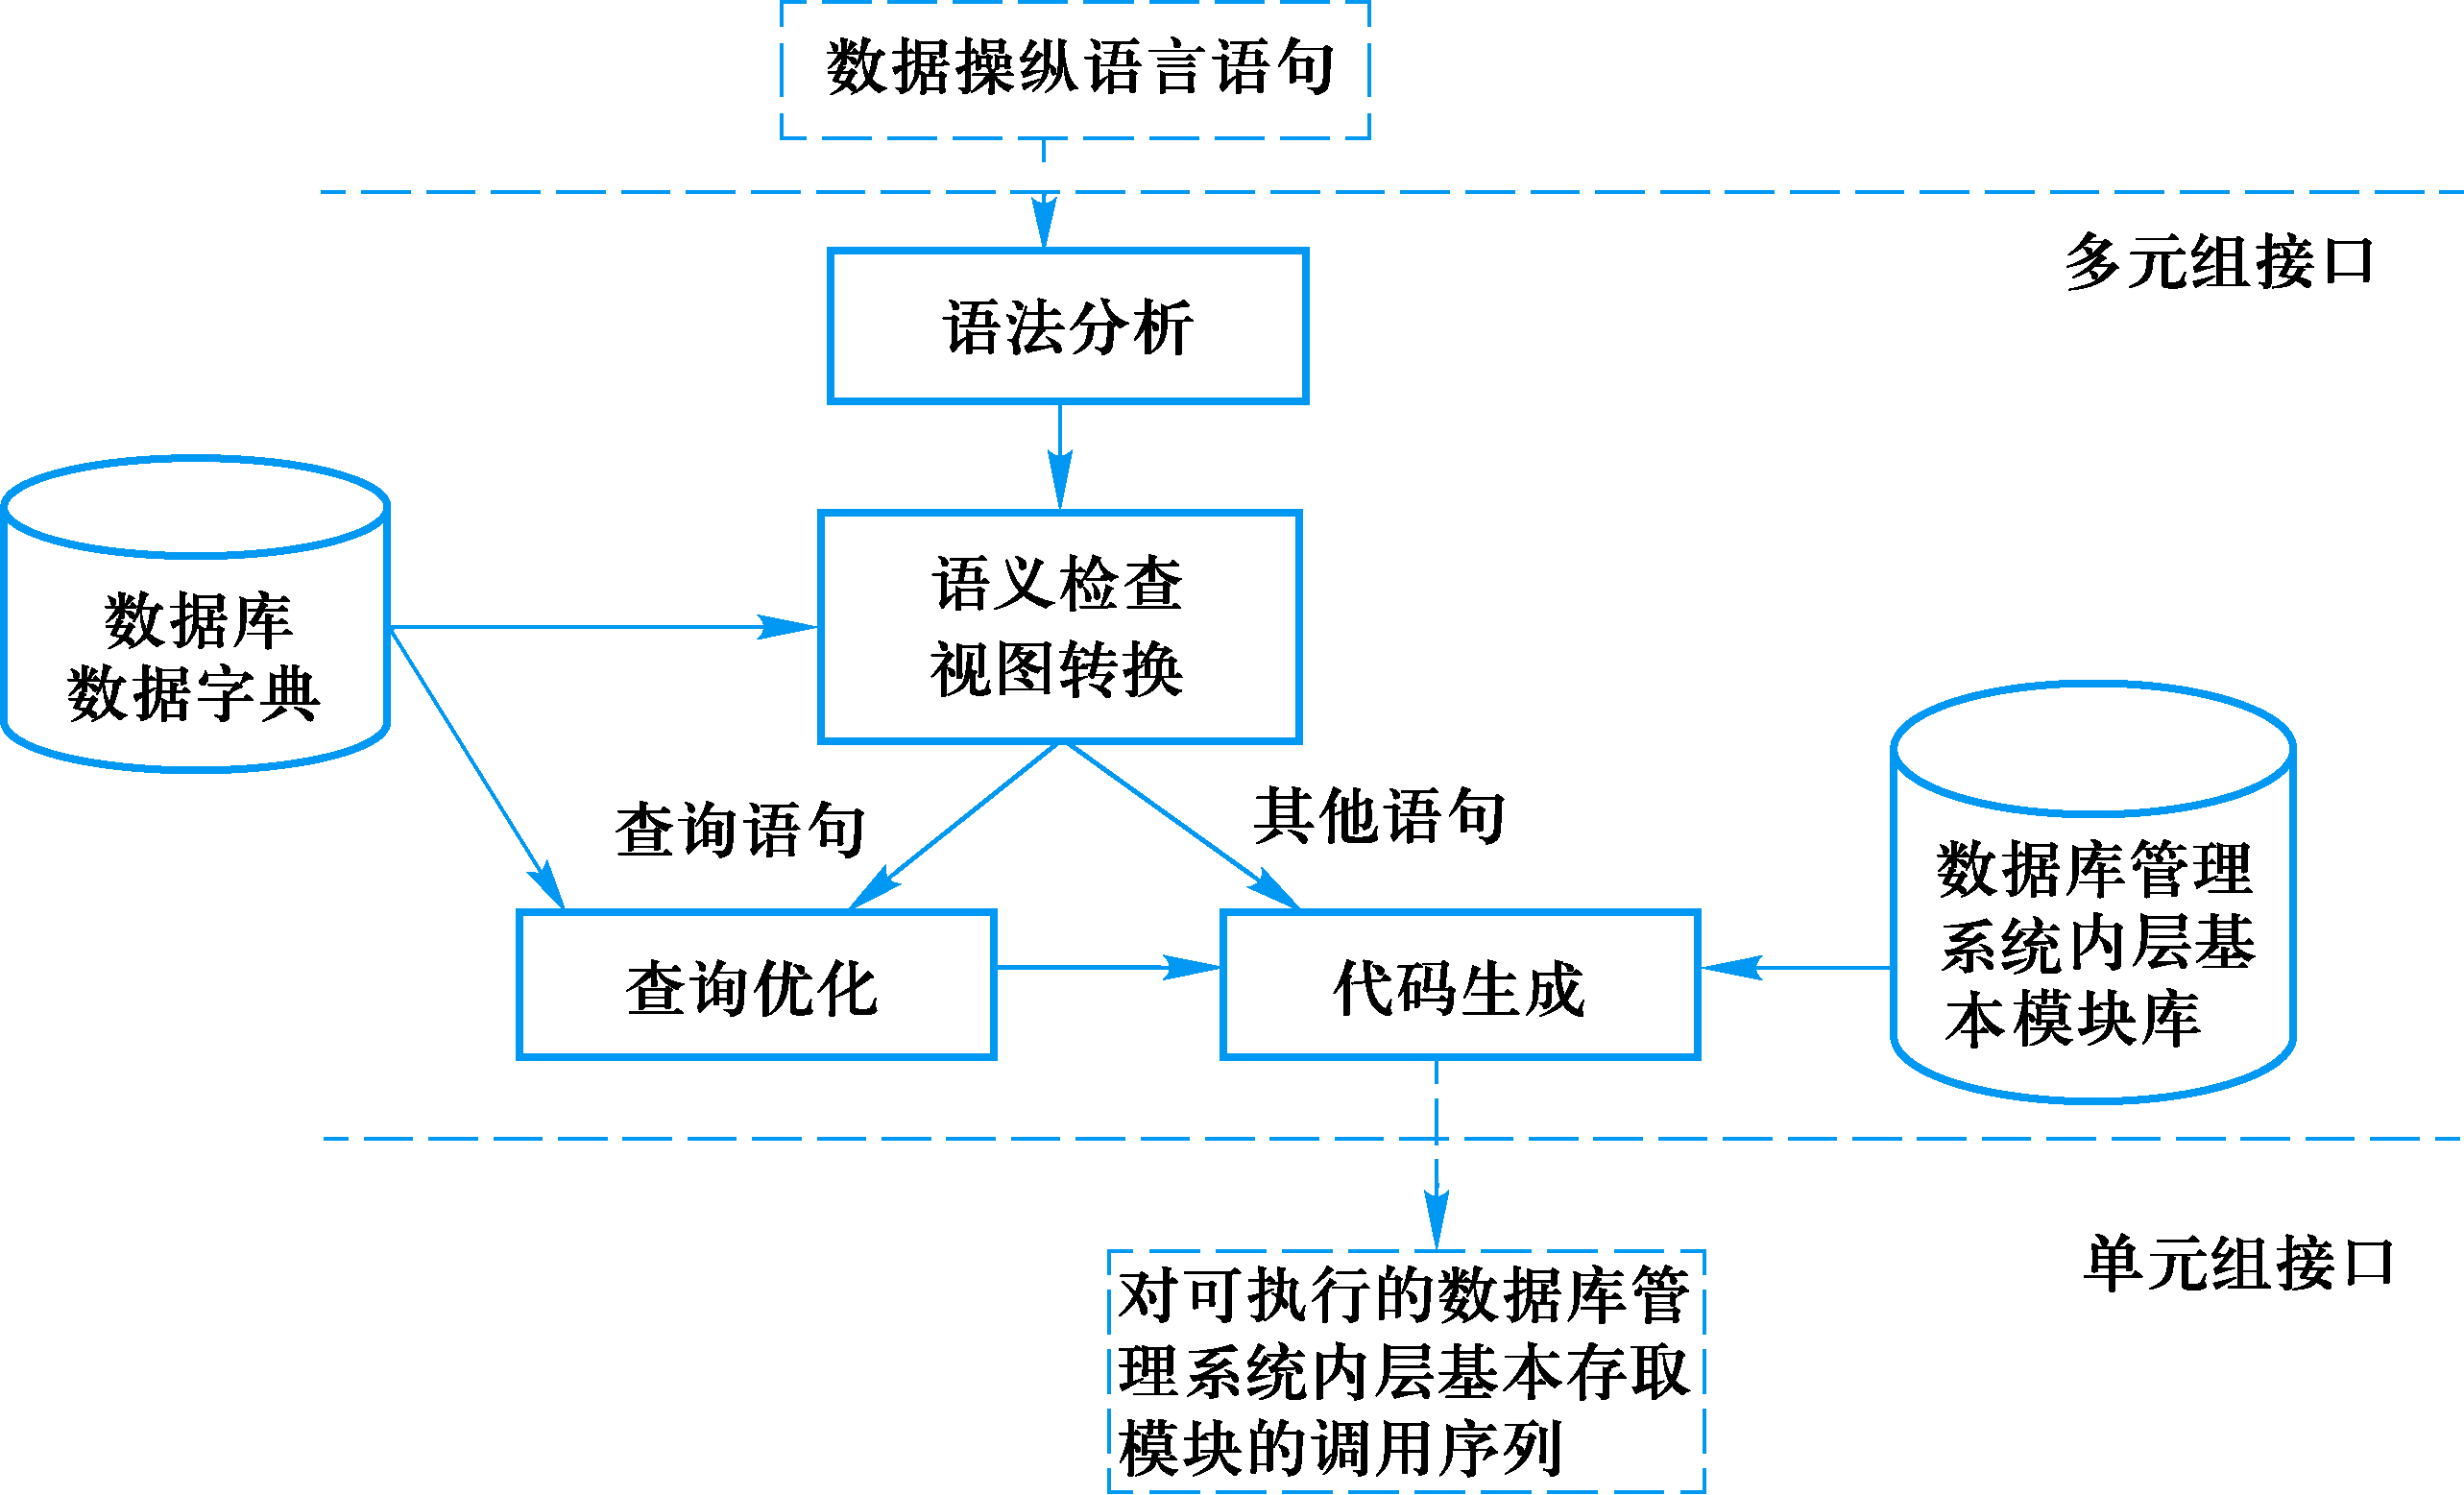 数据操纵语言语句
多元组接口
语法分析
语义检查
视图转换
数据库
数据字典
查询语句
其他语句
查询优化
代码生成
数据库管理
系统内层基
本模块库
单元组接口
对可执行的数据库管
理系统内层基本存取
模块的调用序列